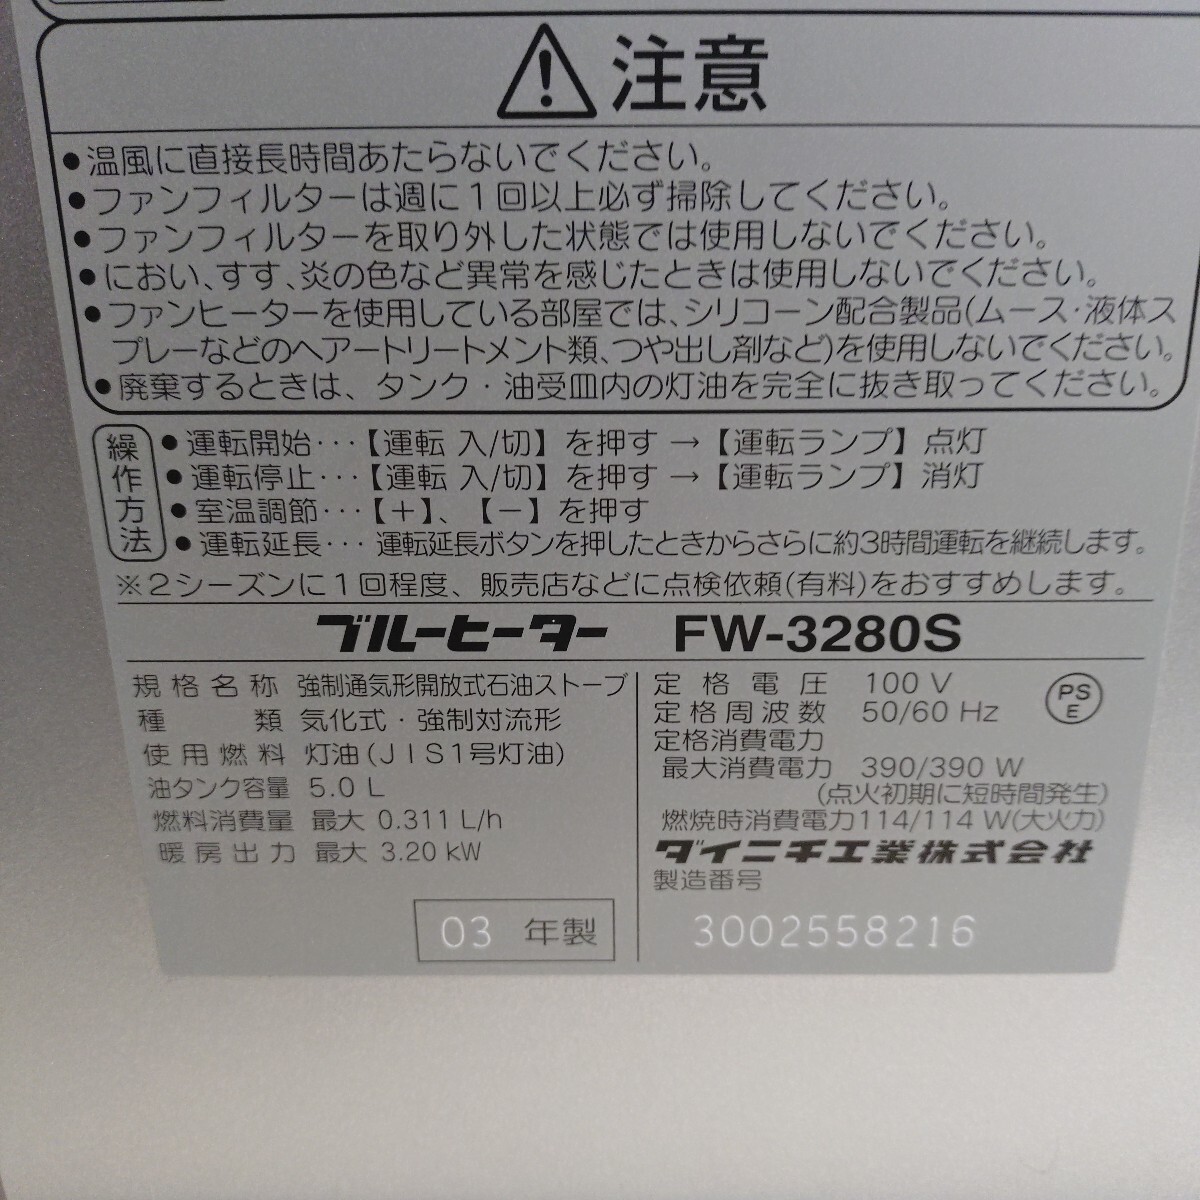 ⚠注意
●温風に直接長時間あたらないでください。
●ファンフィルターは週に1回以上必ず掃除してください。
●ファンフィルターを取り外した状態では使用しないでください。
●におい、すす、炎の色など異常を感じたときは使用しないでください。
●ファンヒーターを使用している部屋では、シリコーン配合製品(ムース・液体ス
プレーなどのヘアートリートメント類、つや出し剤など)を使用しないでください。
●廃棄するときは、タンク・油受皿内の灯油を完全に抜き取ってください。
操作方法
●運転開始・・・【運転 入/切】を押す → 【運転ランプ】点灯
●運転停止・・・【運転 入/切】を押す → 【運転ランプ】消灯
●室温調節・・・【+】、【-】を押す
●運転延長・・・ 運転延長ボタンを押したときからさらに約3時間運転を継続します。
※2シーズンに1回程度、販売店などに点検依頼(有料)をおすすめします。
ブルーヒーター FW-3280S
規格名称 強制通気形開放式石油ストーブ
種類 気化式・強制対流形
使用燃料 灯油(JIS1号灯油)
油タンク容量 5.0 L
燃料消費量 最大 0.311 L/h
暖房出力 最大 3.20 kW
03 年製
定格電圧 100 V
定格周波数 50/60 Hz
PSE
定格消費電力
最大消費電力 390/390 W
(点火初期に短時間発生)
燃焼時消費電力114/114 W(大火力)
ダイニチ工業株式会社
製造番号
3002558216